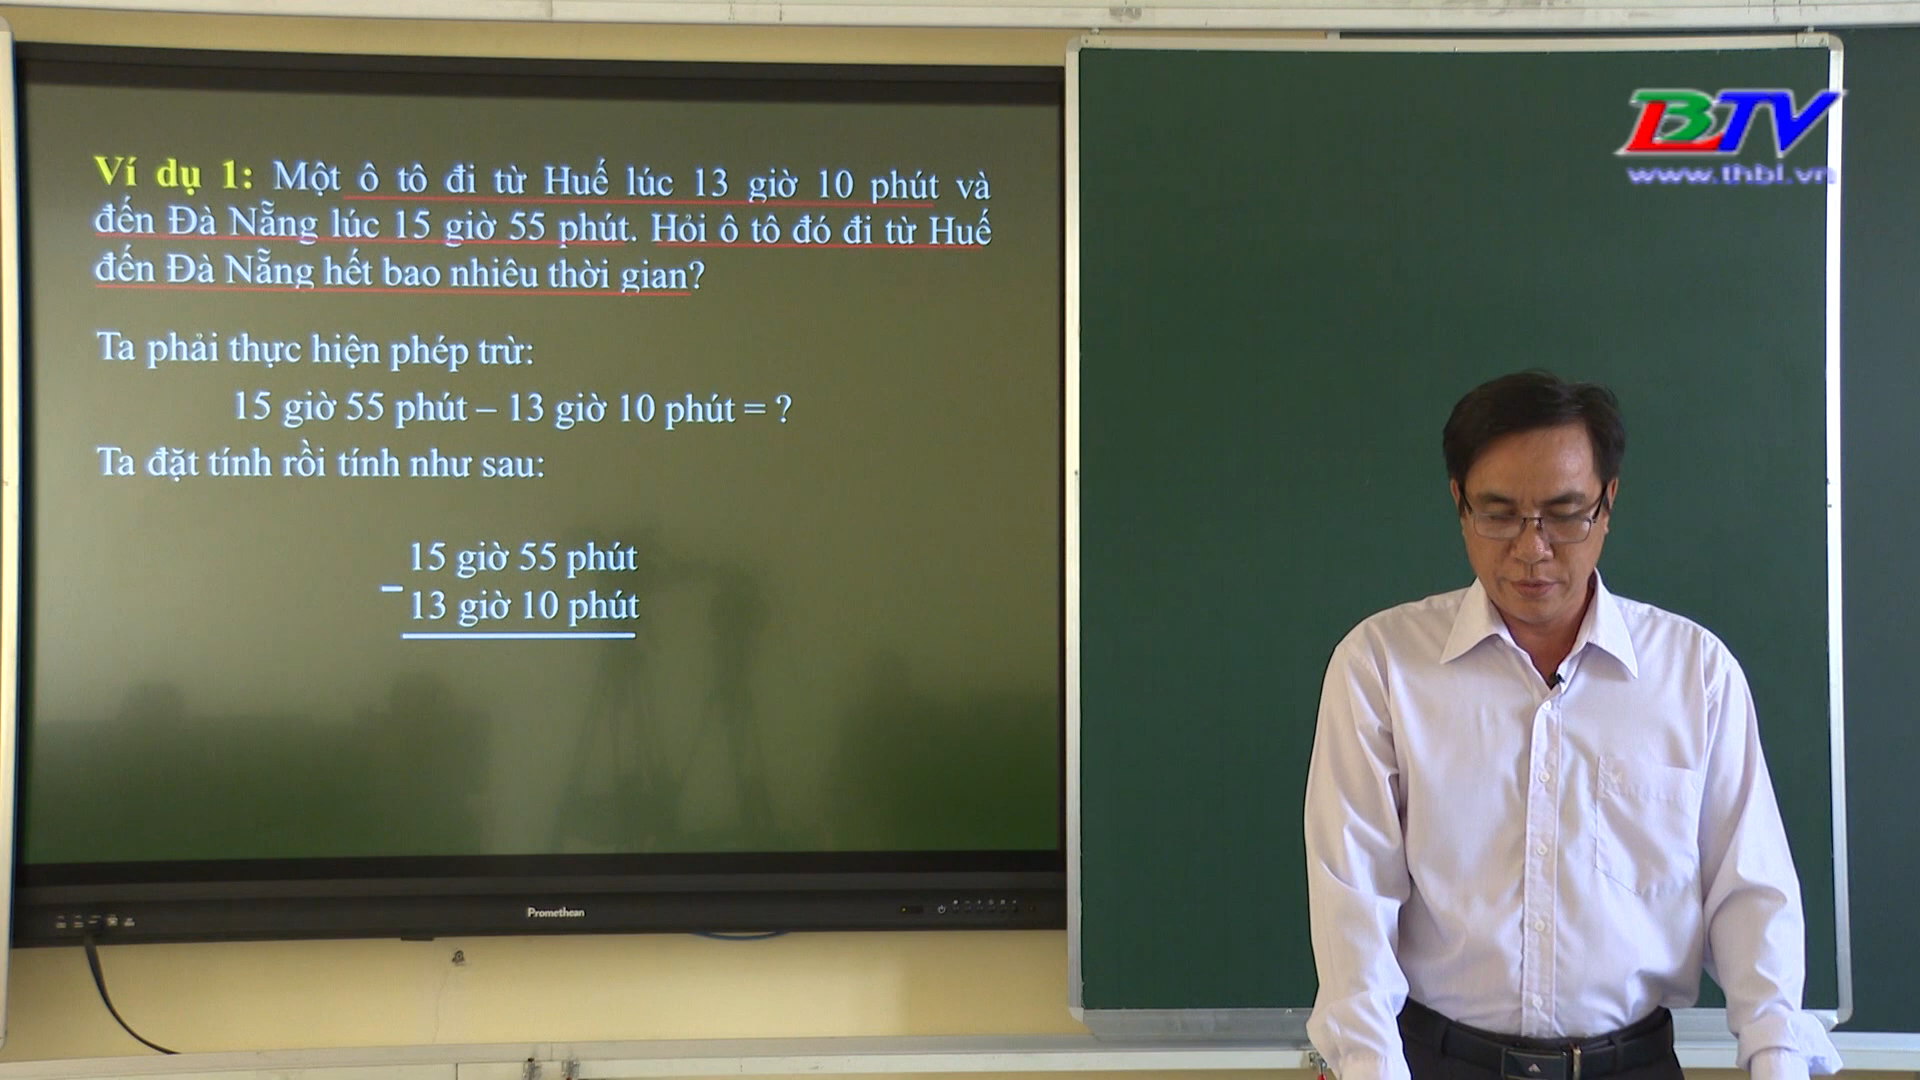 Ví dụ 1: Một ô tô đi từ Huế lúc 13 giờ 10 phút và
đến Đà Nẵng lúc 15 giờ 55 phút. Hỏi ô tô đó đi từ Huế
đến Đà Nẵng hết bao nhiêu thời gian?
Ta phải thực hiện phép trừ:
15 giờ 55 phút – 13 giờ 10 phút = ?
Ta đặt tính rồi tính như sau:
15 giờ 55 phút
– 13 giờ 10 phút
Promethean
BTV
www.thbl.vn